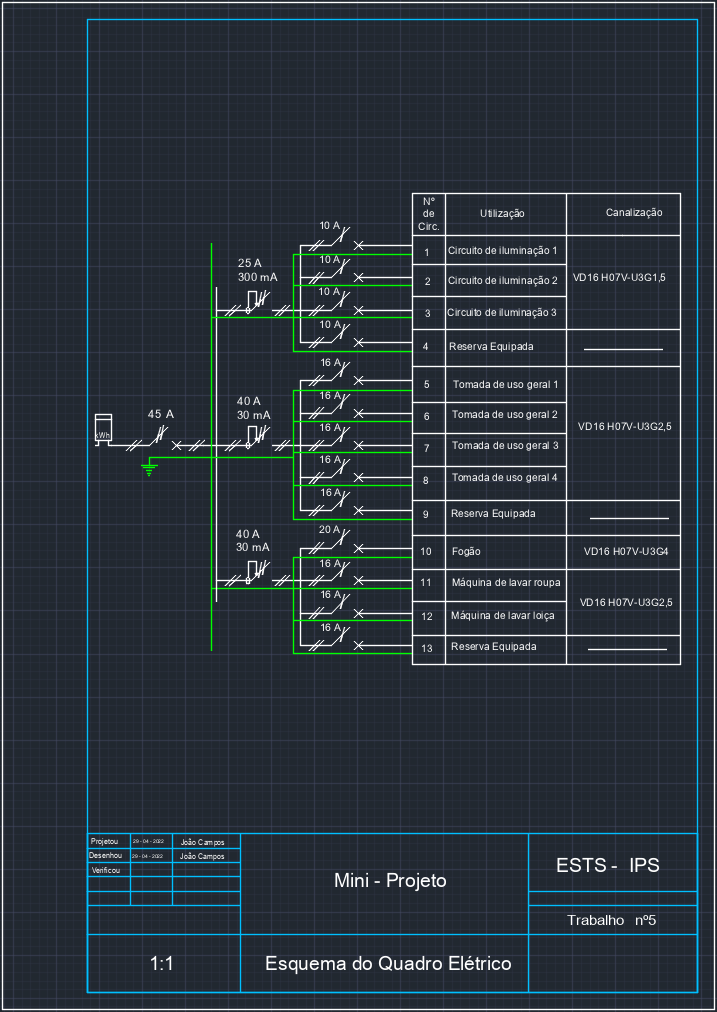 Nº
de
Circ.
Utilização
Canalização
10 A
1
Circuito de iluminação 1
10 A
2
Circuito de iluminação 2
VD16 H07V-U3G1,5
25 A
300 mA
10 A
3
Circuito de iluminação 3
10 A
4
Reserva Equipada
16 A
5
Tomada de uso geral 1
16 A
6
Tomada de uso geral 2
VD16 H07V-U3G2,5
45 A
kWh
40 A
30 mA
16 A
7
Tomada de uso geral 3
16 A
8
Tomada de uso geral 4
16 A
9
Reserva Equipada
20 A
10
Fogão
VD16 H07V-U3G4
40 A
30 mA
16 A
11
Máquina de lavar roupa
16 A
12
Máquina de lavar loiça
VD16 H07V-U3G2,5
16 A
13
Reserva Equipada
Projetou
29 - 04 - 2022
João Campos
Desenhou
29 - 04 - 2022
João Campos
Verificou
Mini - Projeto
ESTS - IPS
Trabalho nº5
1:1
Esquema do Quadro Elétrico